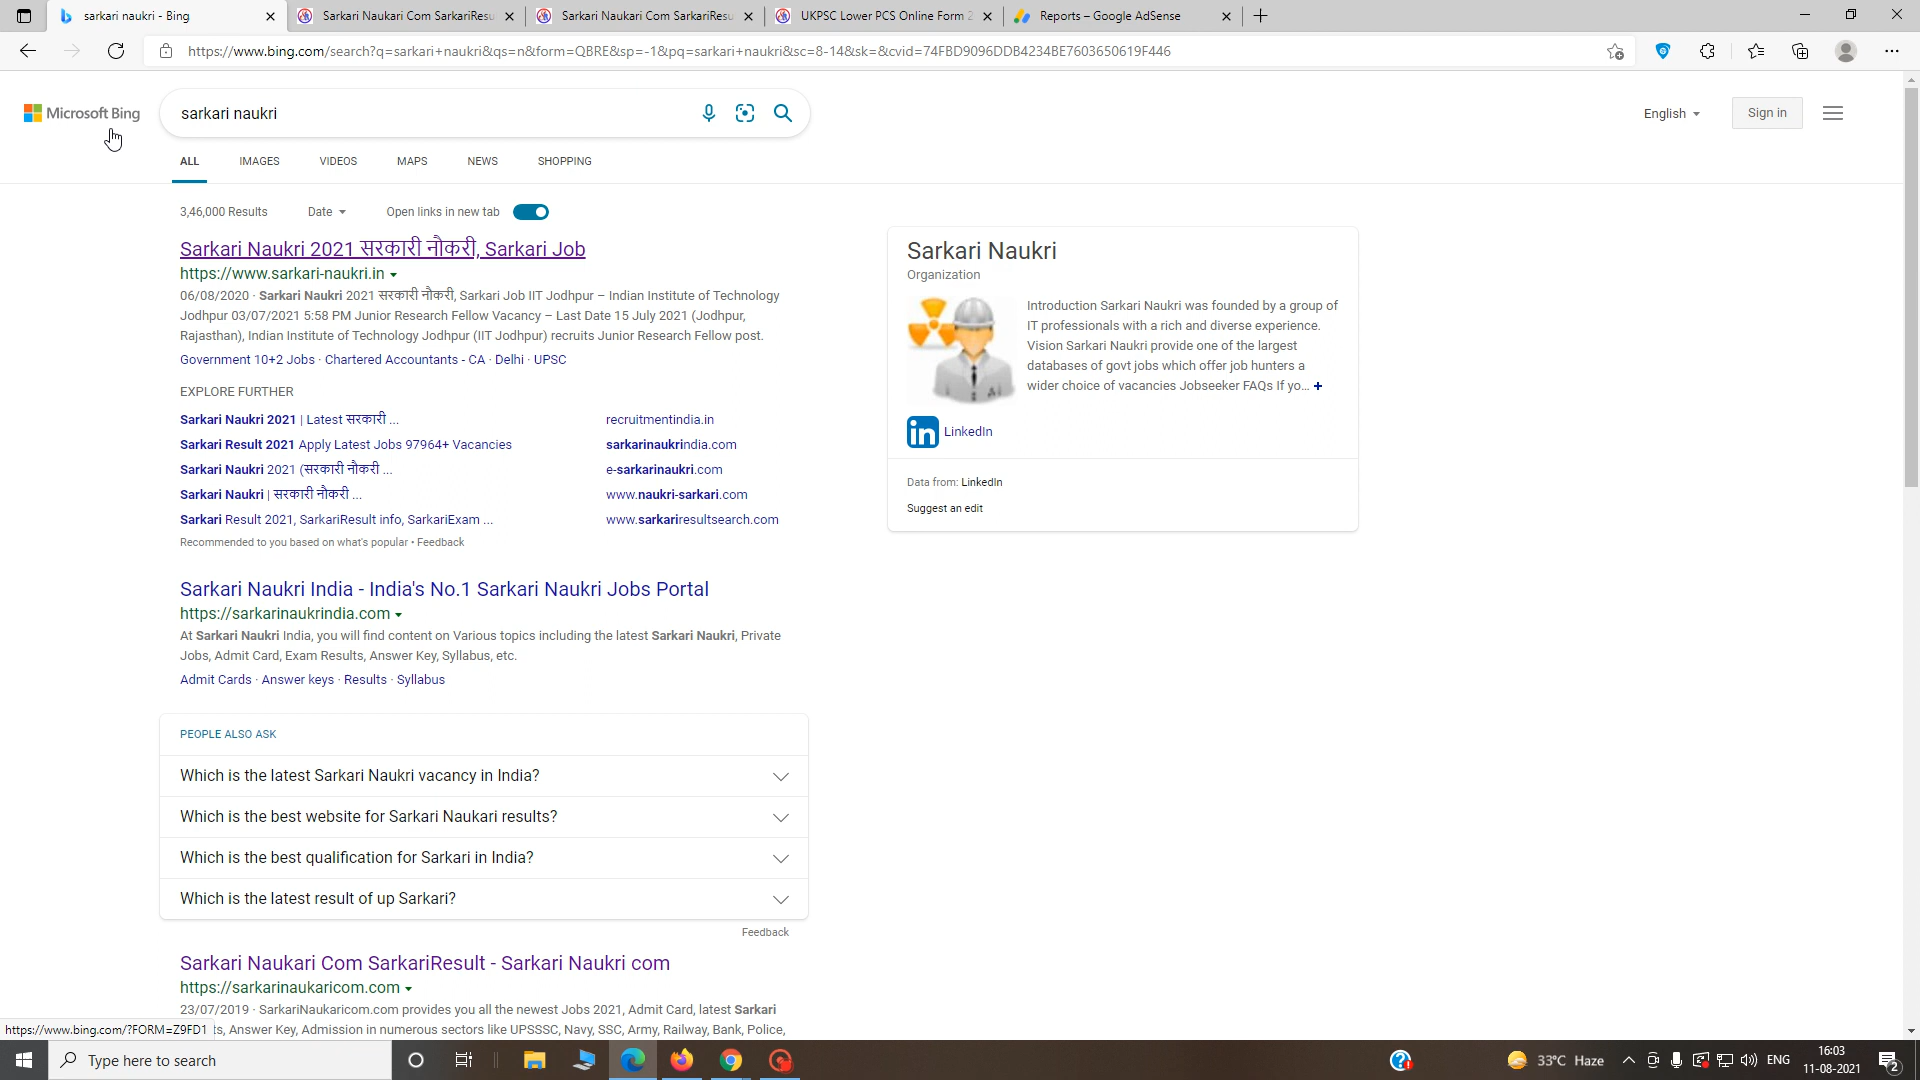 sarkari naukri - Bing
Sarkari Naukari Com SarkariResu
Sarkari Naukari Com SarkariResu
UKPSC Lower PCS Online Form 2
Reports – Google AdSense
https://www.bing.com/search?q=sarkari+naukri&qs=n&form=QBRE&sp=-1&pq=sarkari+naukri&sc=8-14&sk=&cvid=74FBD9096DDB4234BE7603650619F446
Microsoft Bing
sarkari naukri
English
Sign in
ALL IMAGES VIDEOS MAPS NEWS SHOPPING
3,46,000 Results Date Open links in new tab
Sarkari Naukri 2021 सरकारी नौकरी, Sarkari Job
https://www.sarkari-naukri.in
06/08/2020 · Sarkari Naukri 2021 सरकारी नौकरी, Sarkari Job IIT Jodhpur – Indian Institute of Technology
Jodhpur 03/07/2021 5:58 PM Junior Research Fellow Vacancy – Last Date 15 July 2021 (Jodhpur,
Rajasthan), Indian Institute of Technology Jodhpur (IIT Jodhpur) recruits Junior Research Fellow post.
Government 10+2 Jobs · Chartered Accountants - CA · Delhi · UPSC
EXPLORE FURTHER
Sarkari Naukri 2021 | Latest सरकारी ... recruitmentindia.in
Sarkari Result 2021 Apply Latest Jobs 97964+ Vacancies sarkarinaukrindia.com
Sarkari Naukri 2021 (सरकारी नौकरी ... e-sarkarinaukri.com
Sarkari Naukri | सरकारी नौकरी ... www.naukri-sarkari.com
Sarkari Result 2021, SarkariResult info, SarkariExam ... www.sarkariresultsearch.com
Recommended to you based on what's popular • Feedback
Sarkari Naukri India - India's No.1 Sarkari Naukri Jobs Portal
https://sarkarinaukrindia.com
At Sarkari Naukri India, you will find content on Various topics including the latest Sarkari Naukri, Private
Jobs, Admit Card, Exam Results, Answer Key, Syllabus, etc.
Admit Cards · Answer keys · Results · Syllabus
PEOPLE ALSO ASK
Which is the latest Sarkari Naukri vacancy in India?
Which is the best website for Sarkari Naukari results?
Which is the best qualification for Sarkari in India?
Which is the latest result of up Sarkari?
Feedback
Sarkari Naukari Com SarkariResult - Sarkari Naukri com
https://sarkarinaukaricom.com
23/07/2019 · SarkariNaukaricom.com provides you all the newest Jobs 2021, Admit Card, latest Sarkari
ts, Answer Key, Admission in numerous sectors like UPSSSC, Navy, SSC, Army, Railway, Bank, Police,
https://www.bing.com/?FORM=Z9FD1
Sarkari Naukri
Organization
Introduction Sarkari Naukri was founded by a group of
IT professionals with a rich and diverse experience.
Vision Sarkari Naukri provide one of the largest
databases of govt jobs which offer job hunters a
wider choice of vacancies Jobseeker FAQs If yo... +
in LinkedIn
Data from: LinkedIn
Suggest an edit
Type here to search
33°C Haze
ENG
16:03
11-08-2021
2